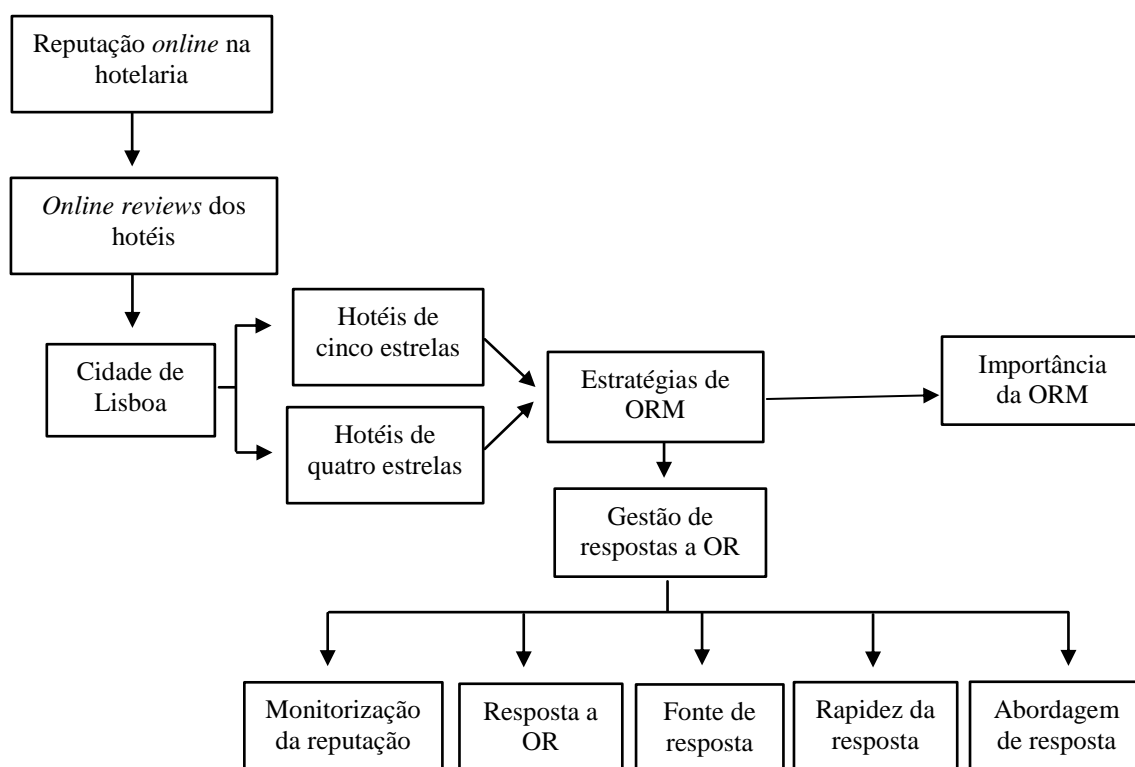 Reputação online na
hotelaria
Online reviews dos
hotéis
Cidade de
Lisboa
Hotéis de
cinco estrelas
Hotéis de
quatro estrelas
Estratégias de
ORM
Importância
da ORM
Gestão de
respostas a OR
Monitorização
da reputação
Resposta a
OR
Fonte de
resposta
Rapidez da
resposta
Abordagem
de resposta